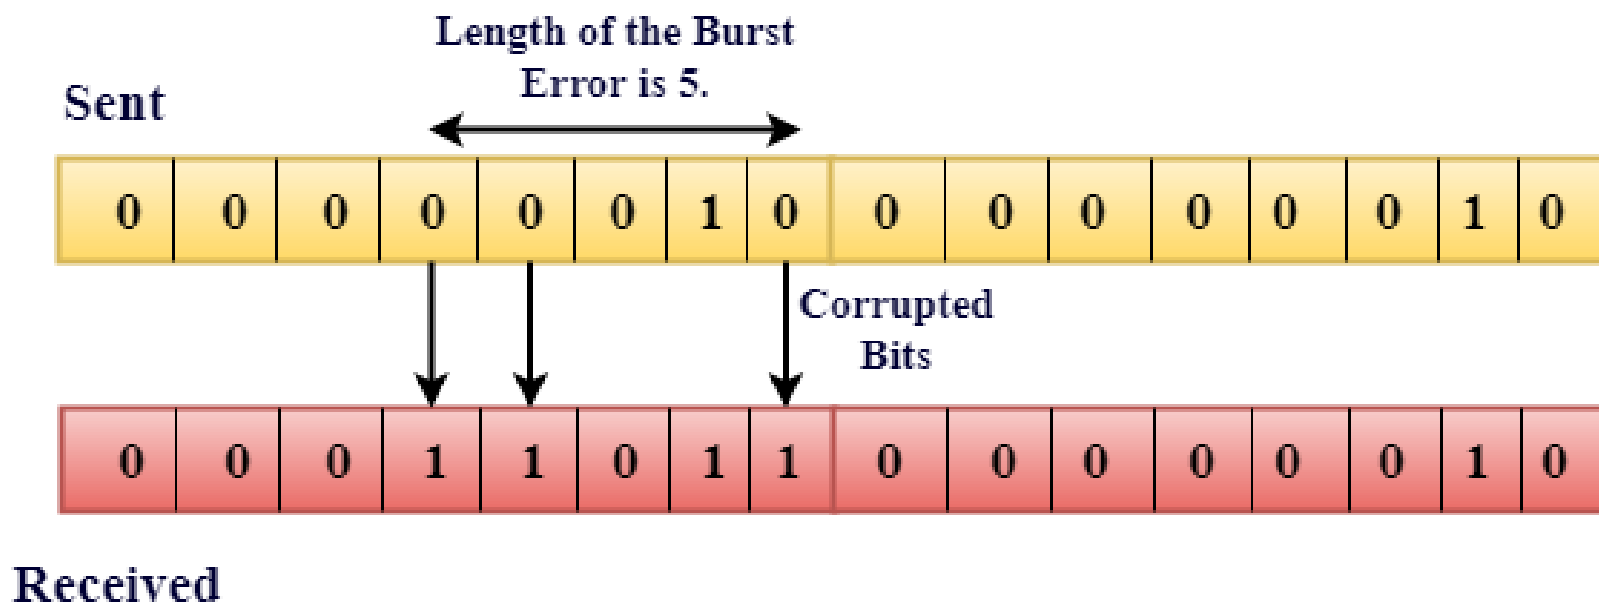 Length of the Burst
Error is 5.
Sent
0 0 0 0 0 0 1 0 0 0 0 0 0 0 1 0
Corrupted
Bits
0 0 0 1 1 0 1 1 0 0 0 0 0 0 1 0
Received